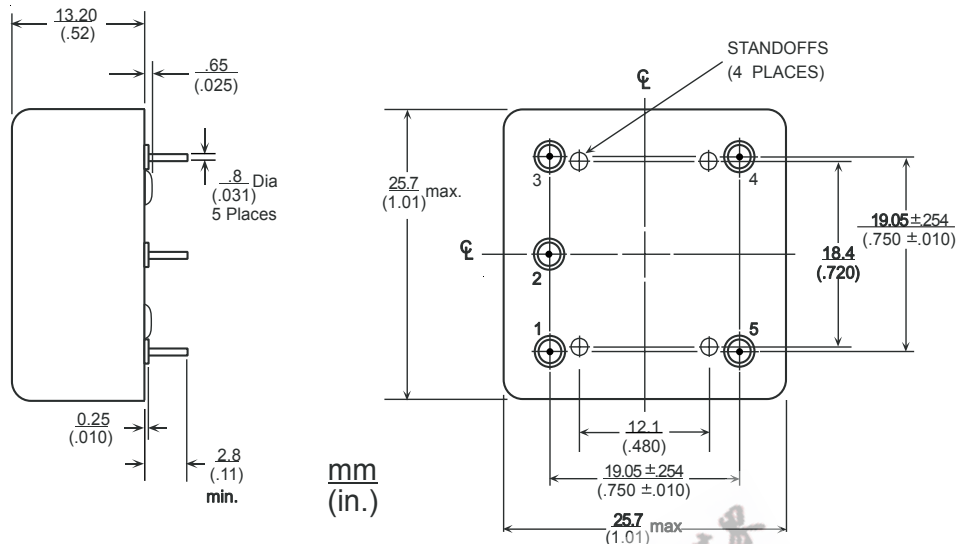 13.20
(.52)
.65
(.025)
.8 Dia
(.031)
5 Places
0.25
(.010)
2.8
(.11)
min.
mm
(in.)
STANDOFFS
(4 PLACES)
℄
℄
3
4
2
1
5
25.7 max.
(1.01)
19.05 ±.254
(.750 ±.010)
18.4
(.720)
12.1
(.480)
19.05 ±.254
(.750 ±.010)
25.7 max
(1.01)